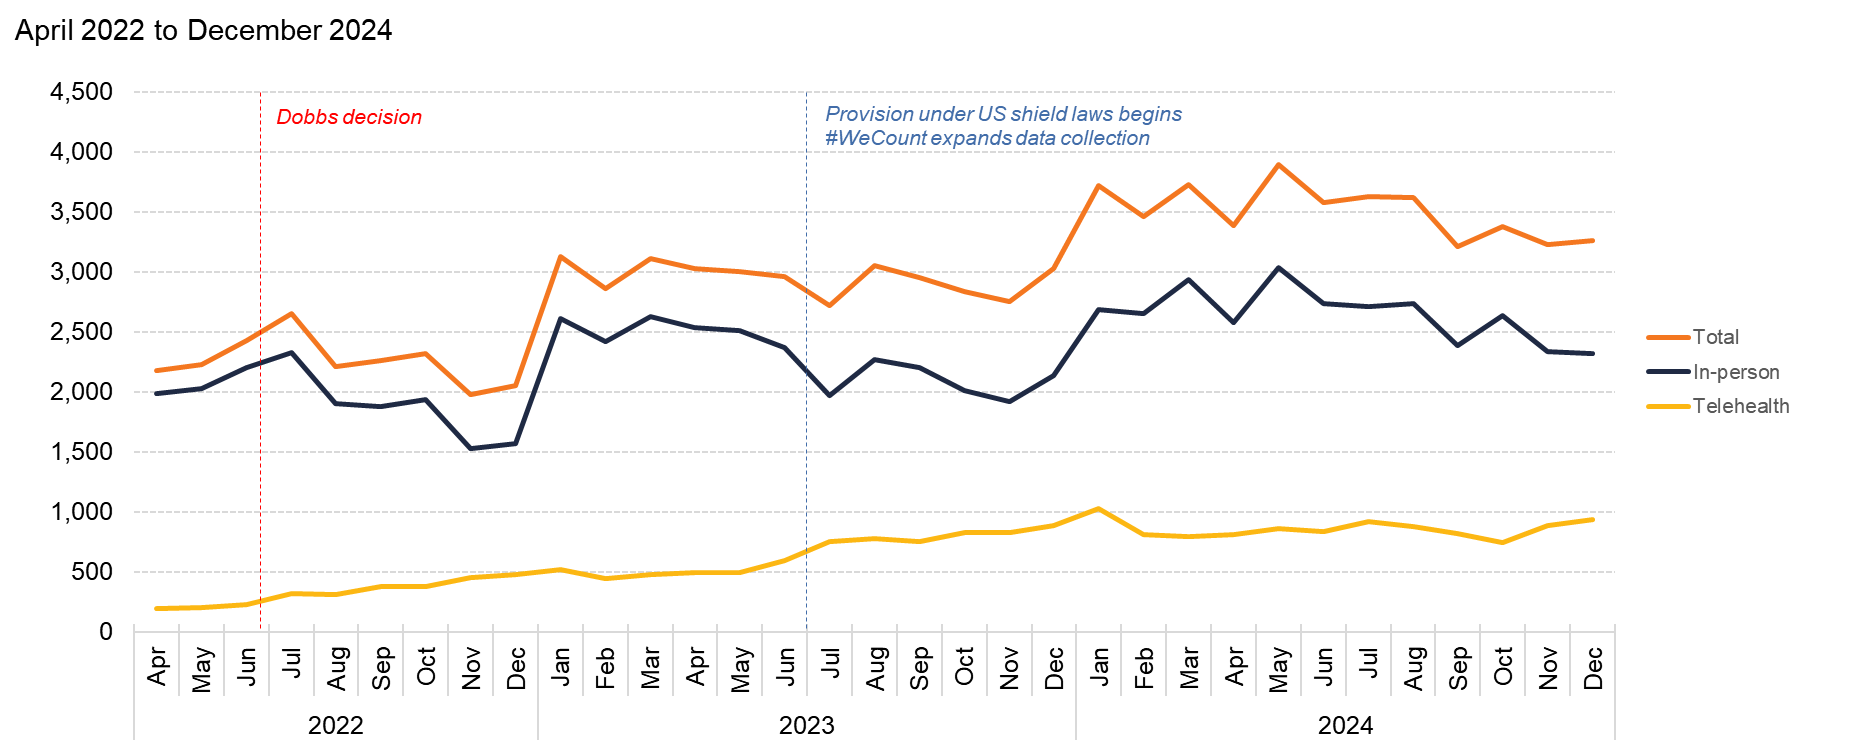 April 2022 to December 2024
4,500
4,000
3,500
3,000
2,500
2,000
1,500
1,000
500
0
Dobbs decision
Provision under US shield laws begins
#WeCount expands data collection
Total
In-person
Telehealth
Apr May Jun Jul Aug Sep Oct Nov Dec Jan Feb Mar Apr May Jun Jul Aug Sep Oct Nov Dec Jan Feb Mar Apr May Jun Jul Aug Sep Oct Nov Dec
2022 2023 2024